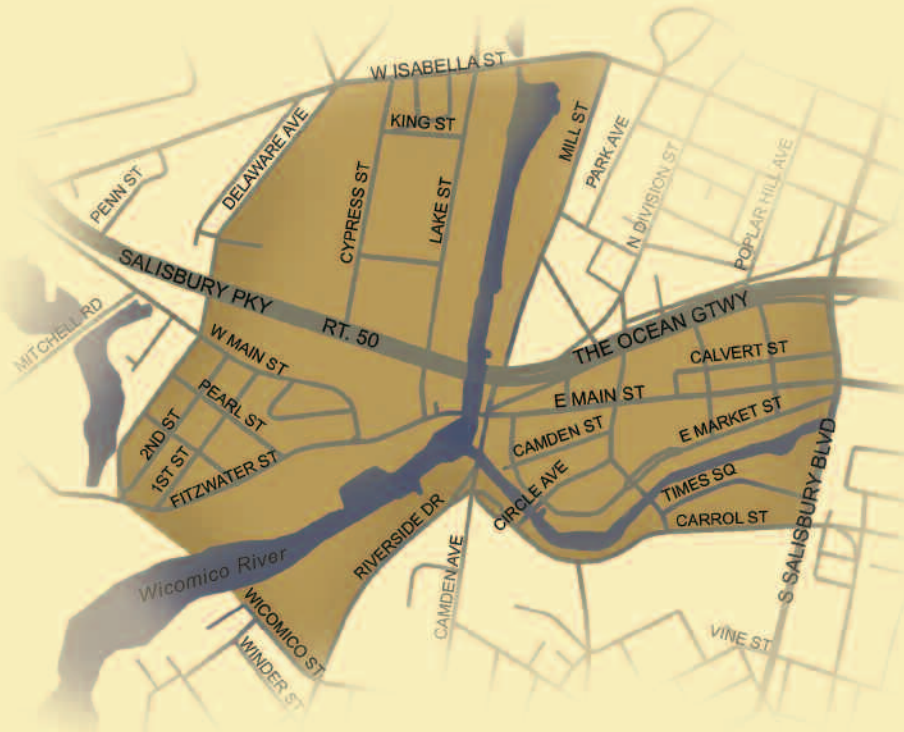 W ISABELLA ST
KING ST
MILL ST
DELAWARE AVE
PARK AVE
N DIVISION ST
POPLAR HILL AVE
PENN ST
CYPRESS ST
LAKE ST
SALISBURY PKY
RT. 50
THE OCEAN GTWY
MITCHELL RD
W MAIN ST
CALVERT ST
PEARL ST
E MAIN ST
2ND ST
CAMDEN ST
E MARKET ST
1ST ST
FITZWATER ST
CIRCLE AVE
TIMES SQ
CARROL ST
S SALISBURY BLVD
RIVERSIDE DR
Wicomico River
CAMDEN AVE
WICOMICO ST
WINDER ST
VINE ST